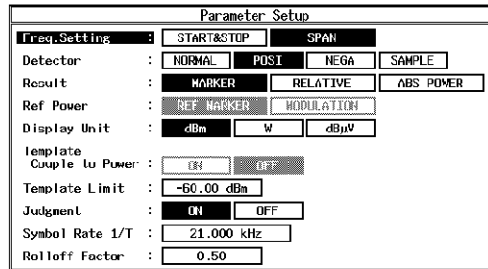 Parameter Setup
Freq.Setting : START&STOP SPAN
Detector : NORMAL POSI NEGA SAMPLE
Result : MARKER RELATIVE ABS POWER
Ref Power : REF MARKER MODULATION
Display Unit : dBm W dBμV
Template
Couple to Power : ON OFF
Template Limit : -60.00 dBm
Judgment : ON OFF
Symbol Rate 1/T : 21.000 kHz
Rolloff Factor : 0.50